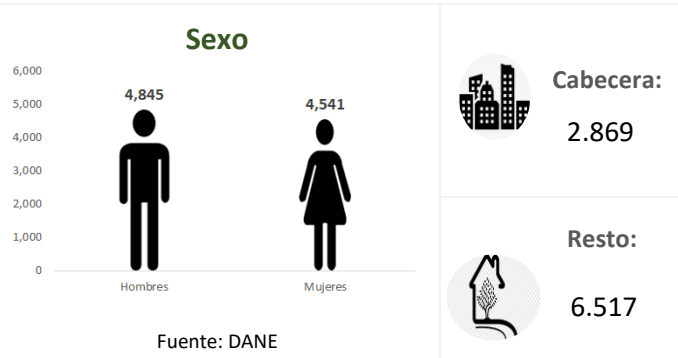 Sexo
6,000
5,000
4,000
3,000
2,000
1,000
0
4,845
4,541
Hombres
Mujeres
Fuente: DANE
Cabecera:
2.869
Resto:
6.517